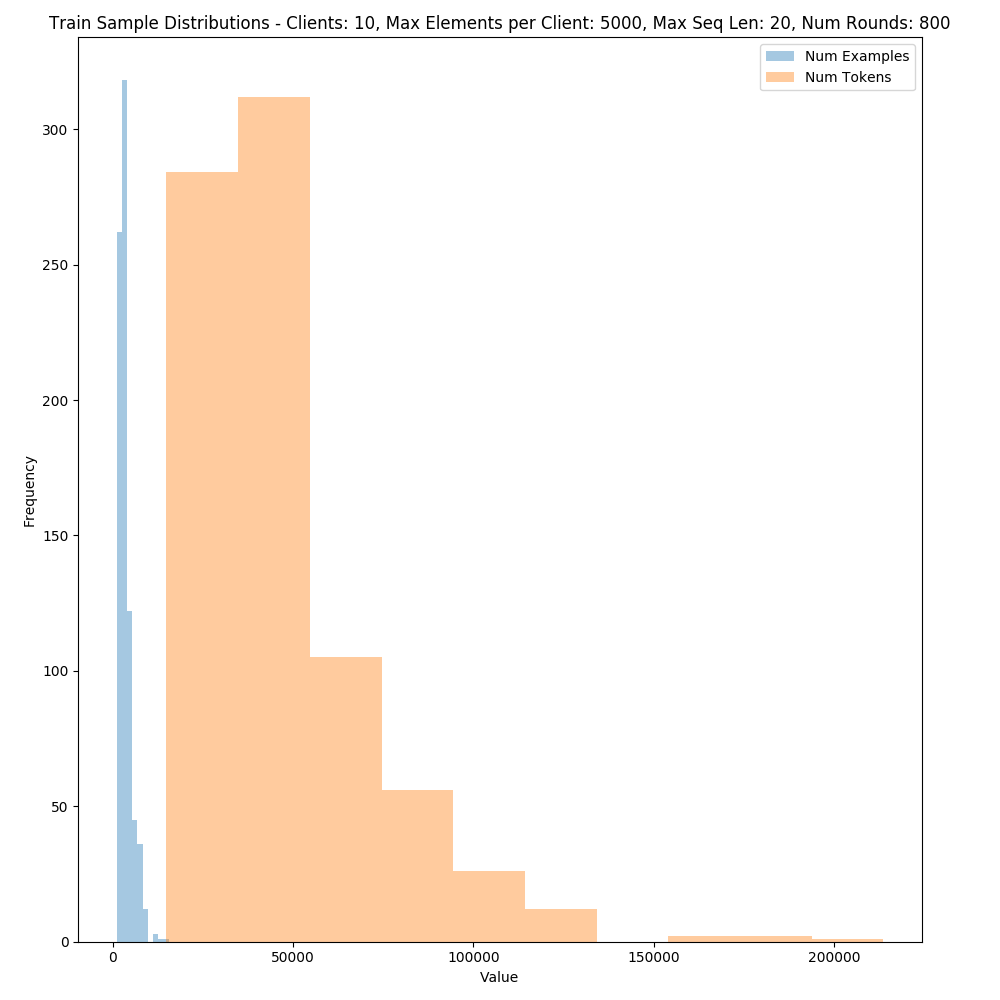 Train Sample Distributions - Clients: 10, Max Elements per Client: 5000, Max Seq Len: 20, Num Rounds: 800
Num Examples
Num Tokens
300
250
200
150
100
50
0
Frequency
0 50000 100000 150000 200000
Value